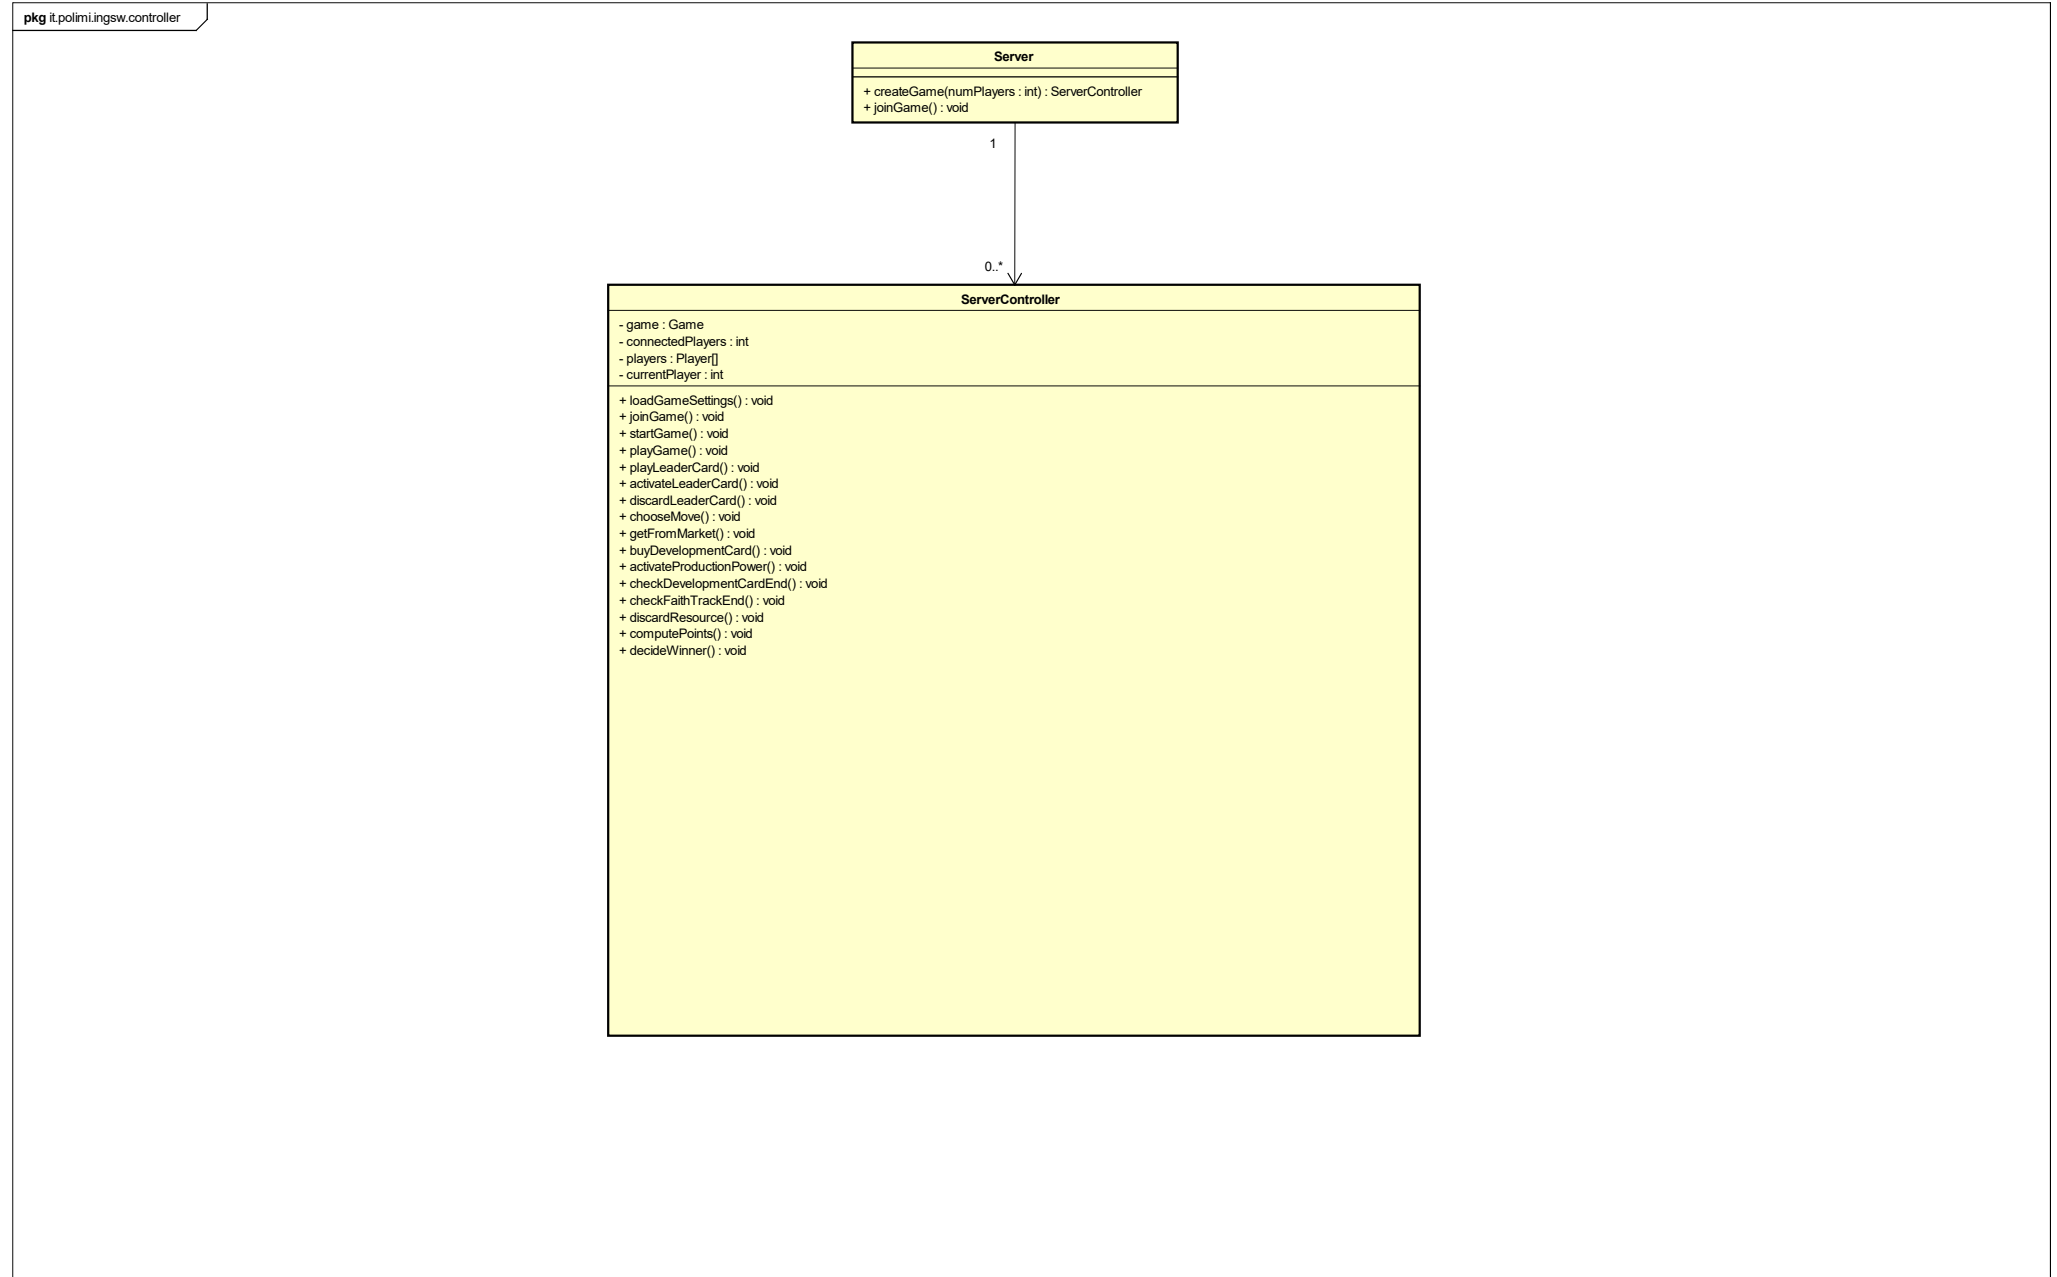 pkg it.polimi.ingsw.controller
Server
+ createGame(numPlayers : int) : ServerController
+ joinGame() : void
1
0..*
ServerController
- game : Game
- connectedPlayers : int
- players : Player[]
- currentPlayer : int
+ loadGameSettings() : void
+ joinGame() : void
+ startGame() : void
+ playGame() : void
+ playLeaderCard() : void
+ activateLeaderCard() : void
+ discardLeaderCard() : void
+ chooseMove() : void
+ getFromMarket() : void
+ buyDevelopmentCard() : void
+ activateProductionPower() : void
+ checkDevelopmentCardEnd() : void
+ checkFaithTrackEnd() : void
+ discardResource() : void
+ computePoints() : void
+ decideWinner() : void